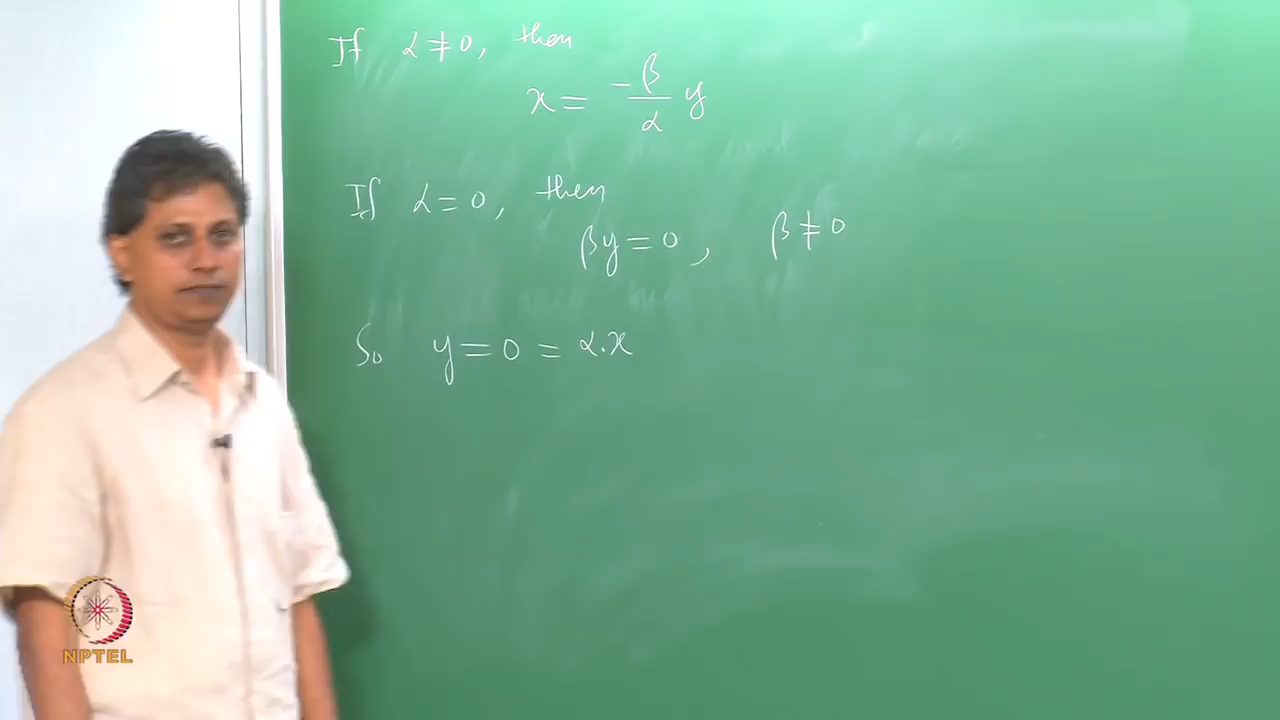 If α ≠ 0, then
x = -β/α y
If α = 0, then
βy = 0, β ≠ 0
So y = 0 = α.x
NPTEL